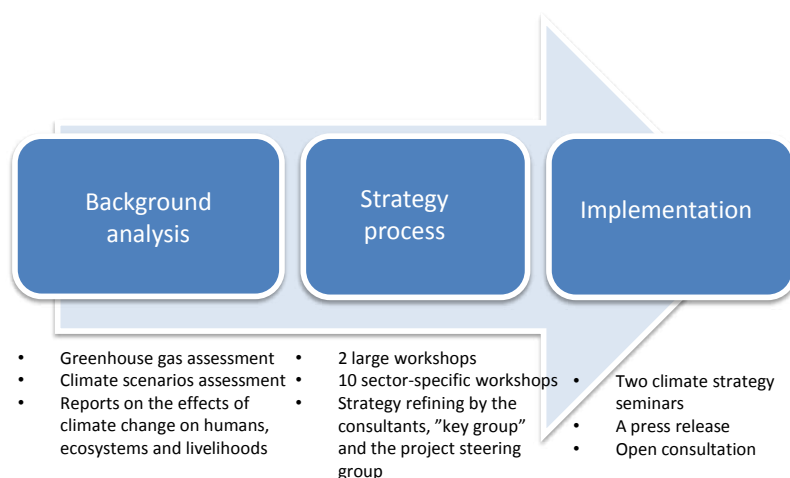 Background
analysis
Strategy
process
Implementation
• Greenhouse gas assessment
• Climate scenarios assessment
• Reports on the effects of
climate change on humans,
ecosystems and livelihoods
• 2 large workshops
• 10 sector-specific workshops
• Strategy refining by the
consultants, ”key group”
and the project steering
group
• Two climate strategy
seminars
• A press release
• Open consultation